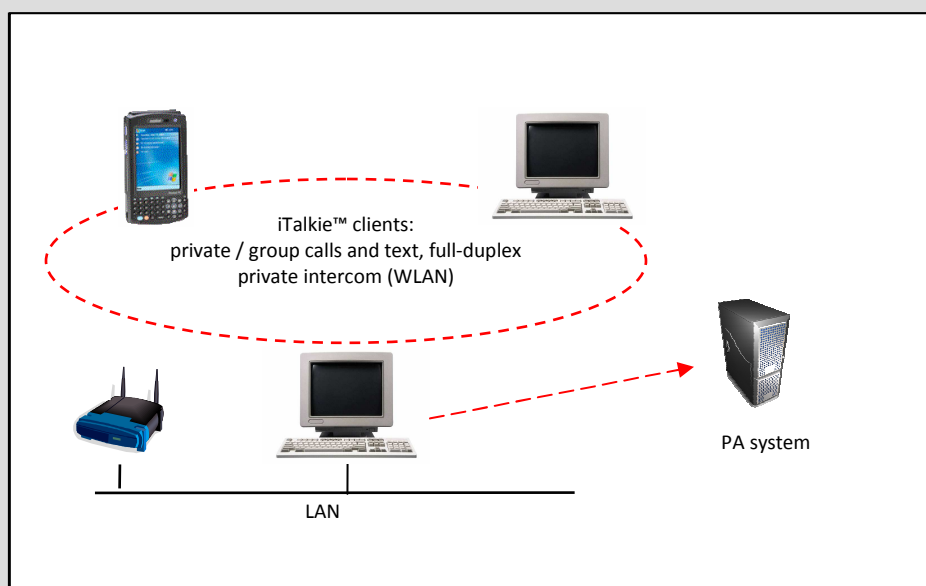 iTalkie™ clients:
private / group calls and text, full-duplex
private intercom (WLAN)
PA system
LAN